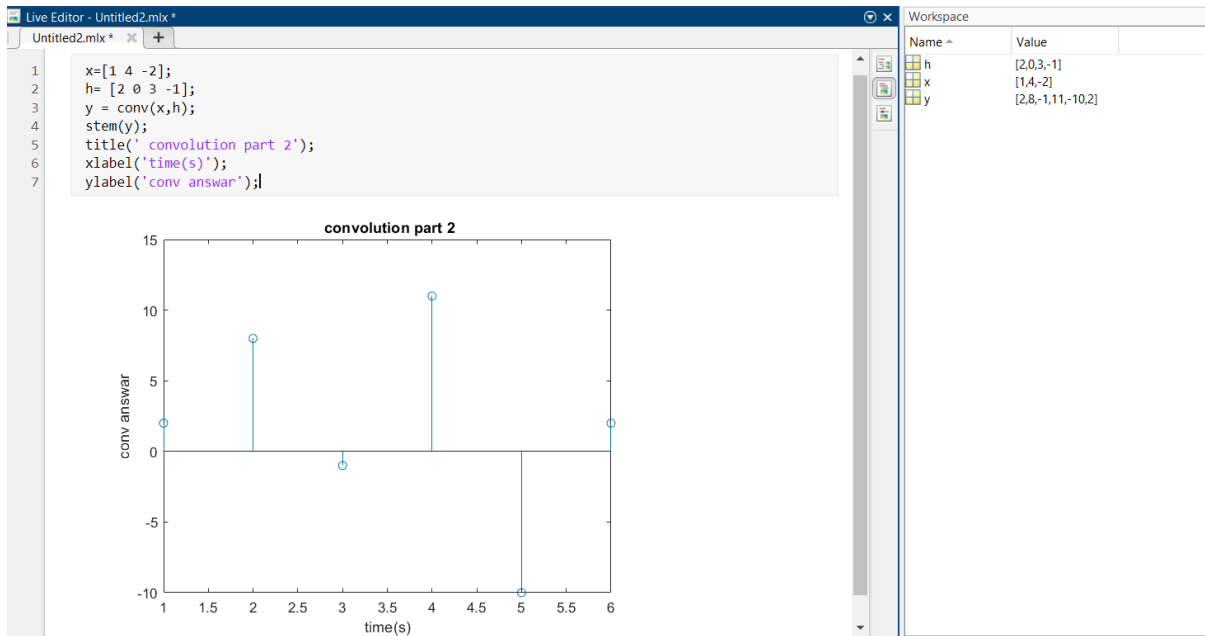 Live Editor - Untitled2.mlx *
Untitled2.mlx *
1 x=[1 4 -2];
2 h= [2 0 3 -1];
3 y = conv(x,h);
4 stem(y);
5 title(' convolution part 2');
6 xlabel('time(s)');
7 ylabel('conv answar');
convolution part 2
15
10
5
0
-5
-10
conv answar
1 1.5 2 2.5 3 3.5 4 4.5 5 5.5 6
time(s)
Workspace
Name Value
h [2,0,3,-1]
x [1,4,-2]
y [2,8,-1,11,-10,2]